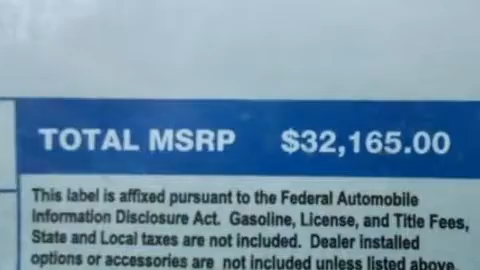 TOTAL MSRP $32,165.00
This label is affixed pursuant to the Federal Automobile
Information Disclosure Act. Gasoline, License, and Title Fees,
State and Local taxes are not included. Dealer installed
options or accessories are not included unless listed above.